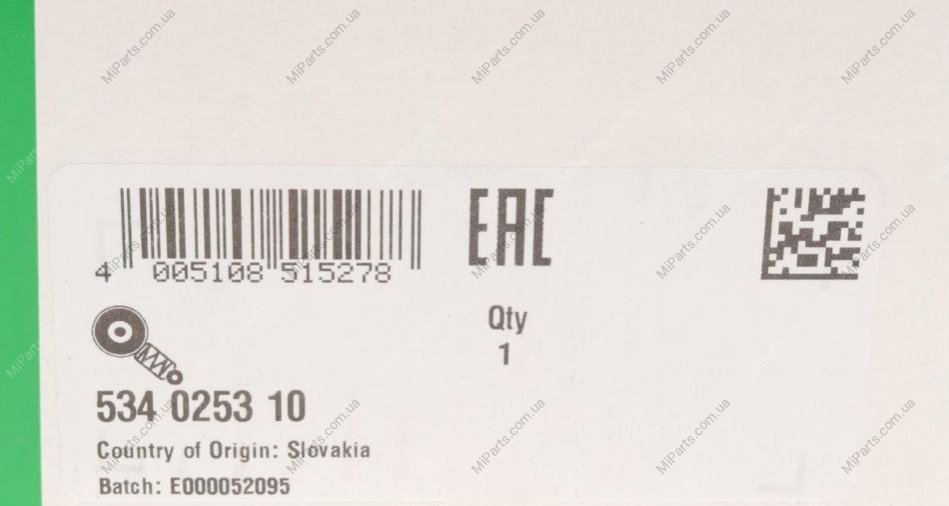 EAC
4 005108 515278
Qty
1
534 0253 10
Country of Origin: Slovakia
Batch: E000052095
MiParts.com.ua